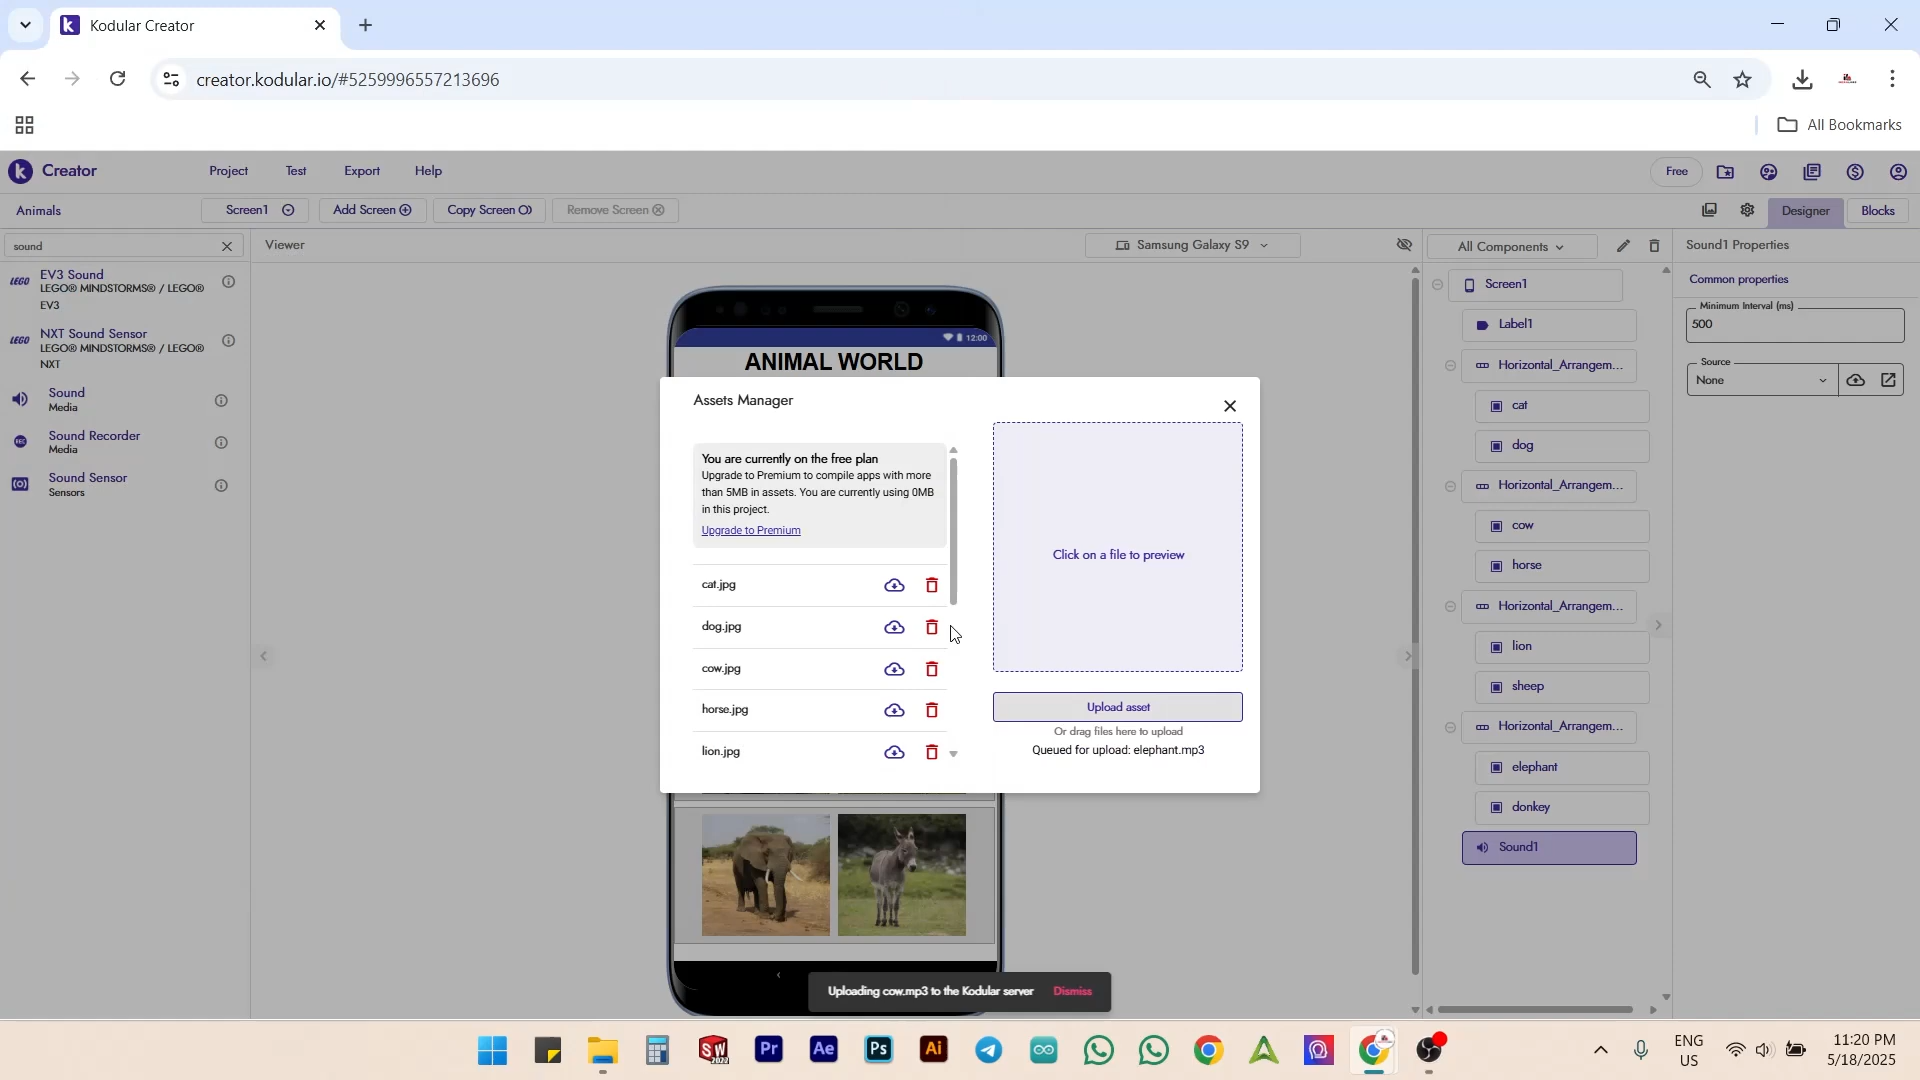 Kodular Creator
creator.kodular.io/#5259996557213696
All Bookmarks
Creator
Project
Test
Export
Help
Free
Animals
Screen1
Add Screen
Copy Screen
Remove Screen
Designer
Blocks
sound
Viewer
Samsung Galaxy S9
All Components
Sound1 Properties
EV3 Sound
LEGO® MINDSTORMS® / LEGO®
EV3
NXT Sound Sensor
LEGO® MINDSTORMS® / LEGO®
NXT
Sound
Media
Sound Recorder
Media
Sound Sensor
Sensors
12:00
ANIMAL WORLD
Assets Manager
You are currently on the free plan
Upgrade to Premium to compile apps with more
than 5MB in assets. You are currently using 0MB
in this project.
Upgrade to Premium
cat.jpg
dog.jpg
cow.jpg
horse.jpg
lion.jpg
Click on a file to preview
Upload asset
Or drag files here to upload
Queued for upload: elephant.mp3
Uploading cow.mp3 to the Kodular server
Dismiss
Screen1
Label1
Horizontal_Arrangem...
cat
dog
Horizontal_Arrangem...
cow
horse
Horizontal_Arrangem...
lion
sheep
Horizontal_Arrangem...
elephant
donkey
Sound1
Common properties
Minimum Interval (ms)
500
Source
None
SW
2022
Pr
Ae
Ps
Ai
ENG
US
11:20 PM
5/18/2025